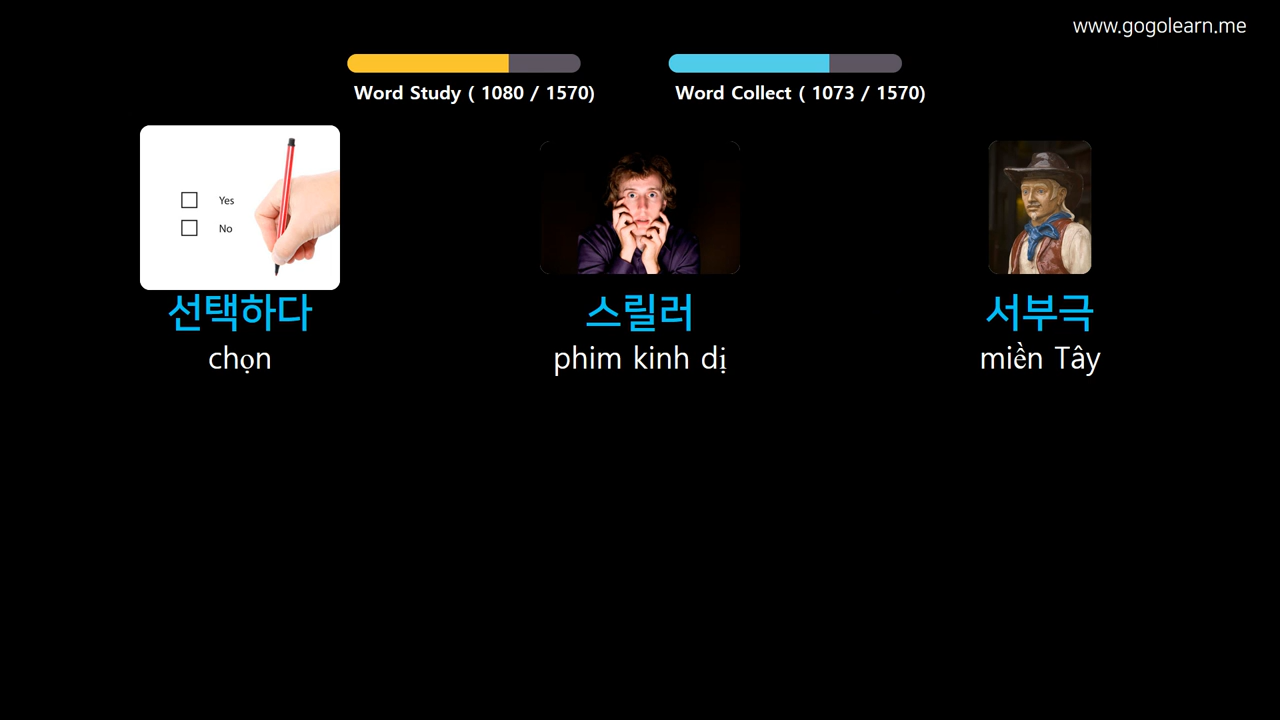 www.gogolearn.me
Word Study ( 1080 / 1570)
Word Collect ( 1073 / 1570)
Yes
No
선택하다
chọn
스릴러
phim kinh dị
서부극
miền Tây